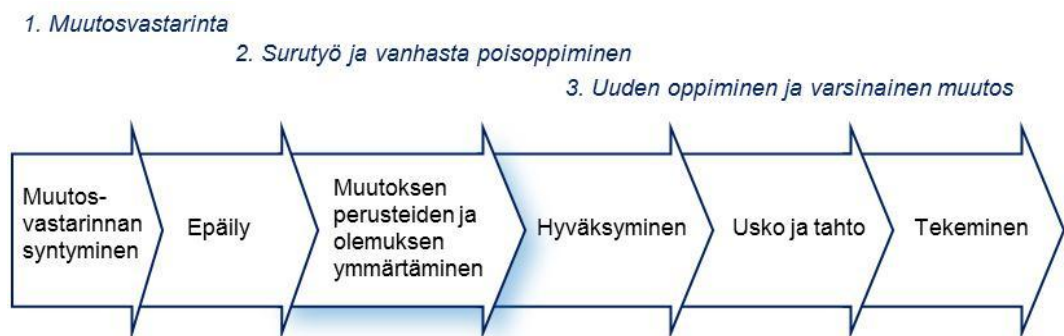 1. Muutosvastarinta
2. Surutyö ja vanhasta poisoppiminen
3. Uuden oppiminen ja varsinainen muutos
Muutos-
vastarinnan
syntyminen
Epäily
Muutoksen
perusteiden ja
olemuksen
ymmärtäminen
Hyväksyminen
Usko ja tahto
Tekeminen